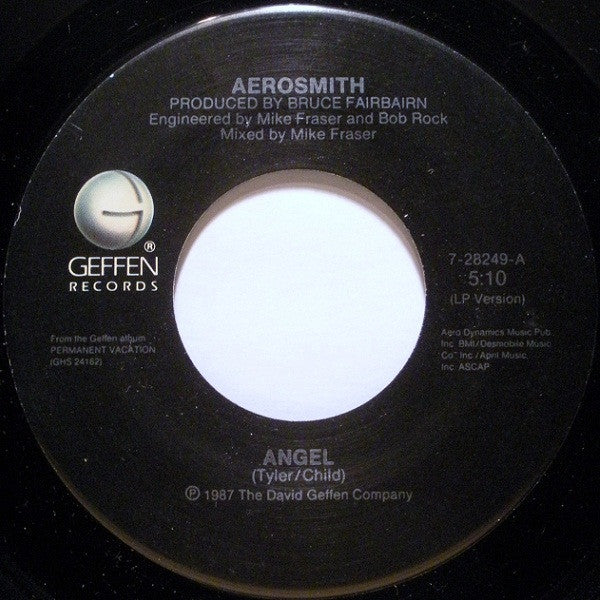 AEROSMITH
PRODUCED BY BRUCE FAIRBAIRN
Engineered by Mike Fraser and Bob Rock
Mixed by Mike Fraser
G
®
GEFFEN
RECORDS
7-28249-A
5:10
(LP Version)
From the Geffen album
PERMANENT VACATION
(GHS 24162)
Aero Dynamics Music Pub.
Inc. BMI/Desmobile Music
Co. Inc./April Music,
Inc. ASCAP
ANGEL
(Tyler/Child)
℗ 1987 The David Geffen Company